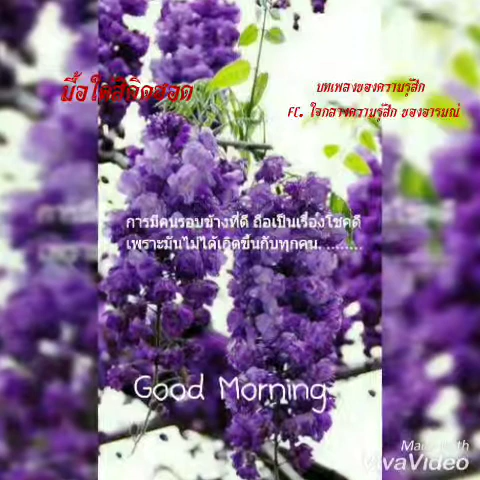 มื้อใหสิฮอด
บทเพลงของความรู้สึก
FC. ใจกลางความรู้สึก ของอารมณ์
การมีคนรอบข้างที่ดี ถือเป็นเรื่องโชคดี
เพราะมันไม่ได้เกิดขึ้นกับทุกคน. ........
Good Morning.
Made with
VivaVideo